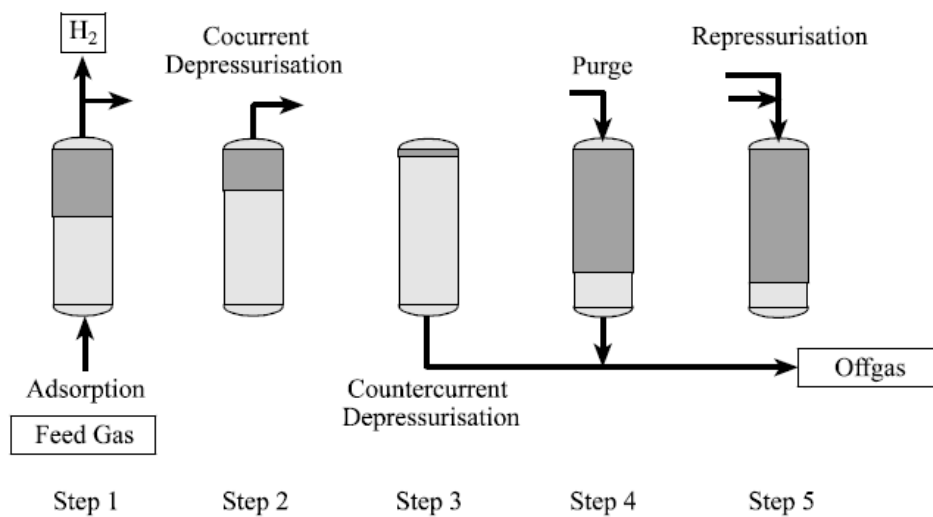 H2
Cocurrent
Depressurisation
Purge
Repressurisation
Adsorption
Feed Gas
Countercurrent
Depressurisation
Offgas
Step 1
Step 2
Step 3
Step 4
Step 5